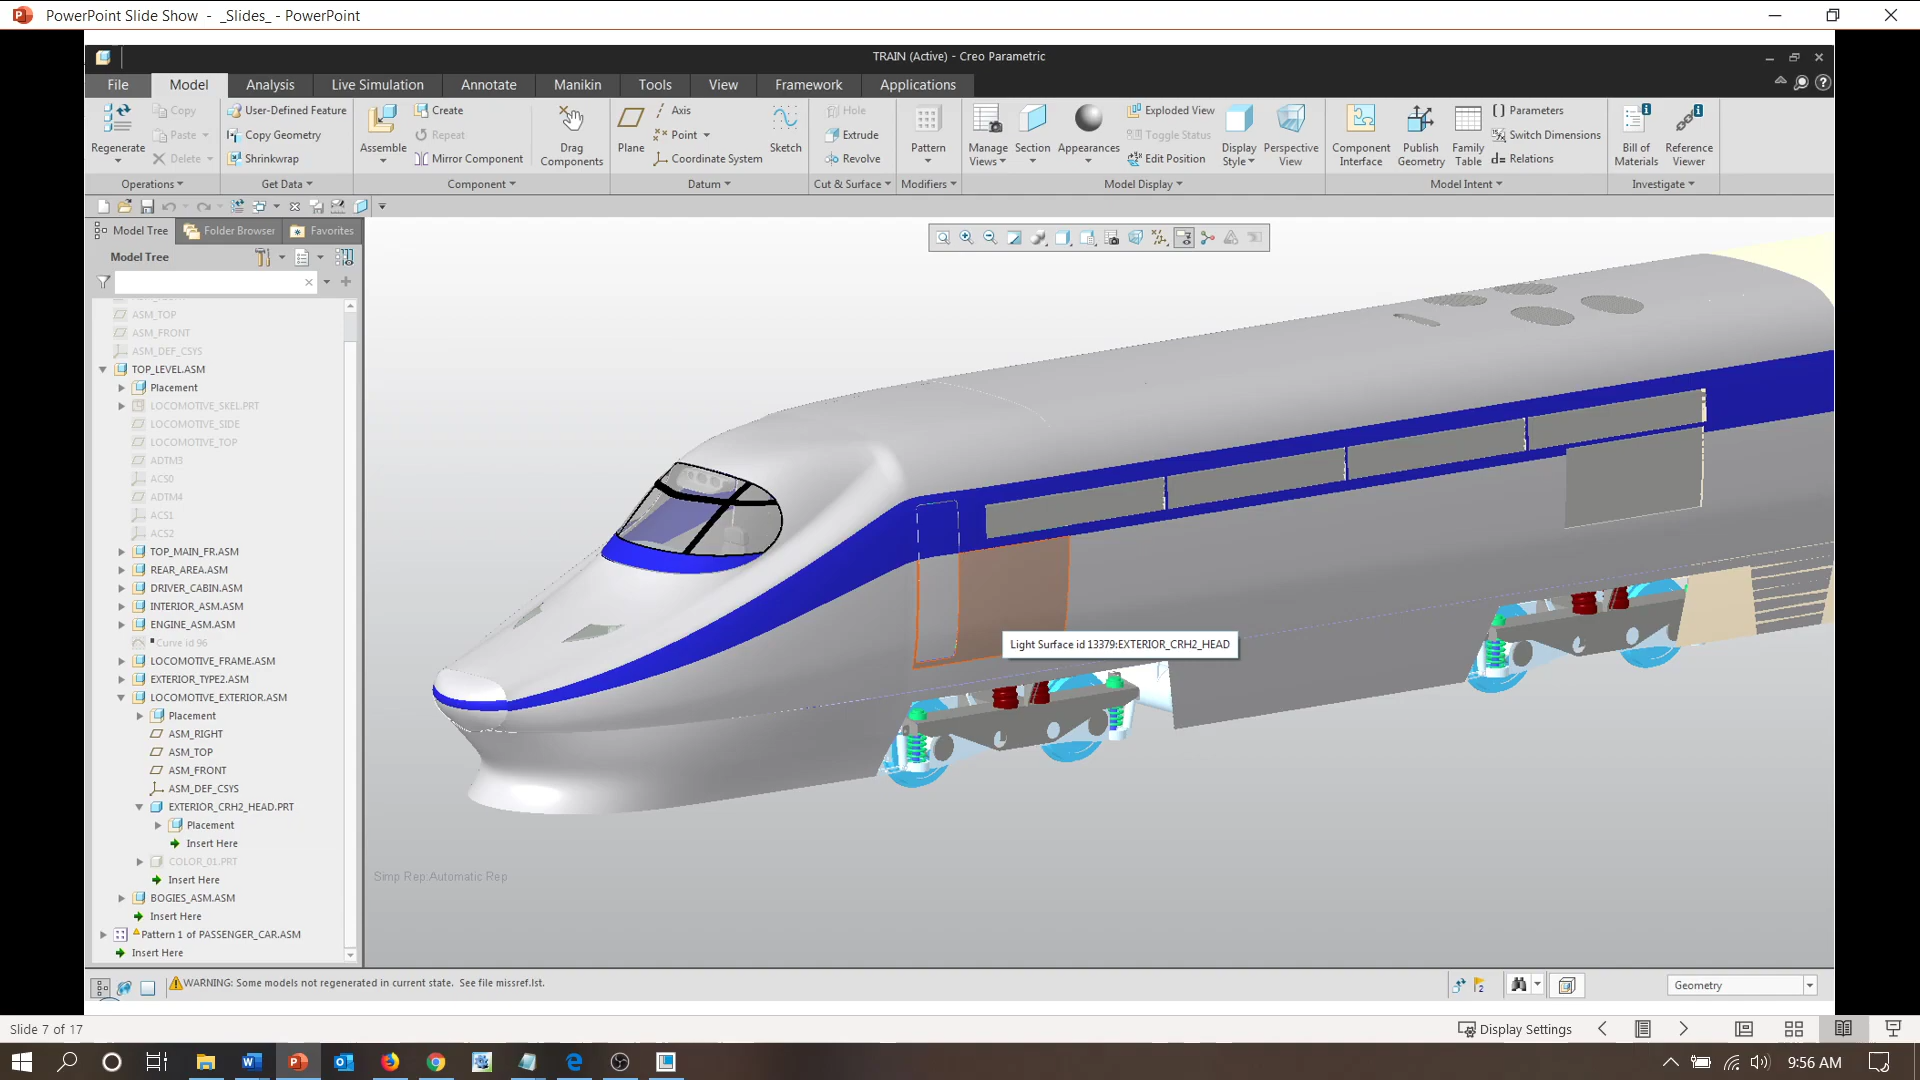 PowerPoint Slide Show - _Slides_ - PowerPoint
TRAIN (Active) - Creo Parametric
File Model Analysis Live Simulation Annotate Manikin Tools View Framework Applications
Regenerate
Copy
Paste
Delete
Operations
User-Defined Feature
Copy Geometry
Shrinkwrap
Get Data
Assemble
Create
Repeat
Mirror Component
Drag Components
Component
Plane
Axis
Point
Coordinate System
Sketch
Datum
Hole
Extrude
Revolve
Cut & Surface
Pattern
Modifiers
Manage Views
Section
Appearances
Exploded View
Toggle Status
Edit Position
Display Style
Perspective View
Model Display
Component Interface
Publish Geometry
Family Table
Parameters
Switch Dimensions
d= Relations
Model Intent
Bill of Materials
Reference Viewer
Investigate
Model Tree Folder Browser Favorites
Model Tree
ASM_TOP
ASM_FRONT
ASM_DEF_CSYS
TOP_LEVEL.ASM
Placement
LOCOMOTIVE_SKEL.PRT
LOCOMOTIVE_SIDE
LOCOMOTIVE_TOP
ADTM3
ACS0
ADTM4
ACS1
ACS2
TOP_MAIN_FR.ASM
REAR_AREA.ASM
DRIVER_CABIN.ASM
INTERIOR_ASM.ASM
ENGINE_ASM.ASM
Curve id 96
LOCOMOTIVE_FRAME.ASM
EXTERIOR_TYPE2.ASM
LOCOMOTIVE_EXTERIOR.ASM
Placement
ASM_RIGHT
ASM_TOP
ASM_FRONT
ASM_DEF_CSYS
EXTERIOR_CRH2_HEAD.PRT
Placement
Insert Here
COLOR_01.PRT
Insert Here
BOGIES_ASM.ASM
Insert Here
Pattern 1 of PASSENGER_CAR.ASM
Insert Here
Light Surface id 13379:EXTERIOR_CRH2_HEAD
Simp Rep:Automatic Rep
WARNING: Some models not regenerated in current state. See file missref.lst.
2
Geometry
Slide 7 of 17
Display Settings
9:56 AM